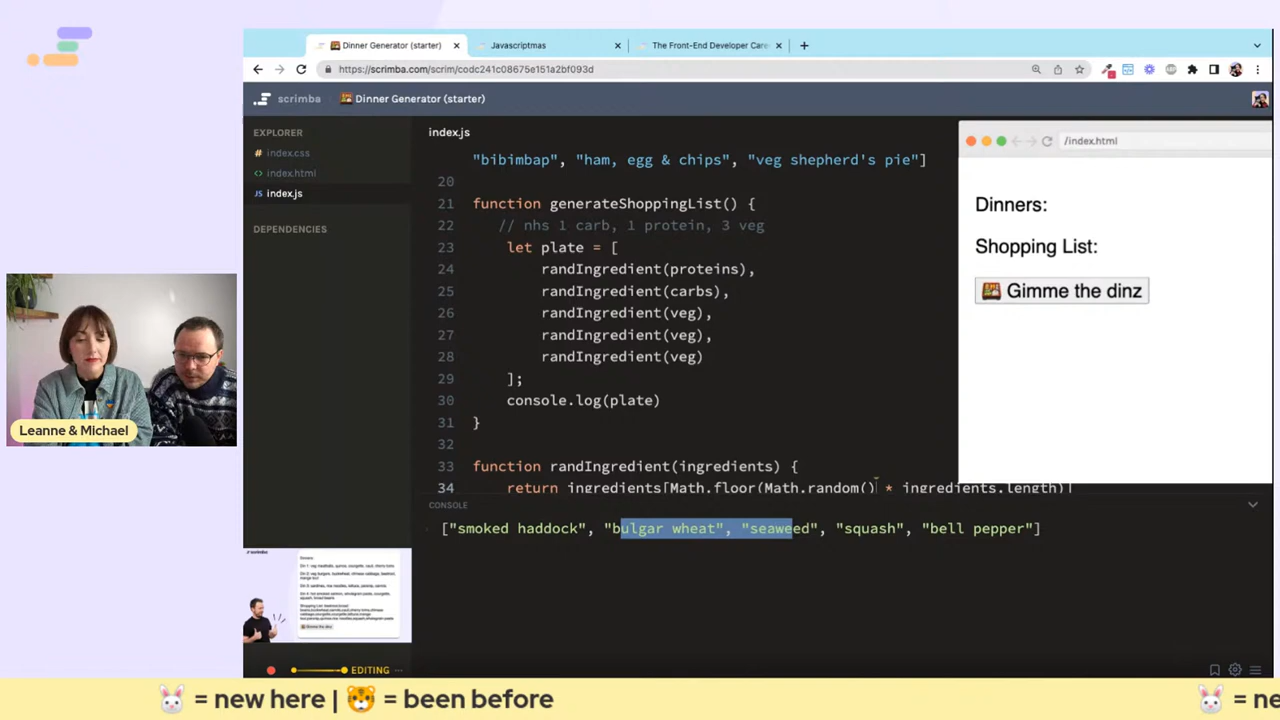 Dinner Generator (starter)
Javascriptmas
The Front-End Developer Care
https://scrimba.com/scrim/codc241c08675e151a2bf093d
scrimba
Dinner Generator (starter)
EXPLORER
index.css
index.html
index.js
DEPENDENCIES
index.js
"bibimbap", "ham, egg & chips", "veg shepherd's pie"]
20
21 function generateShoppingList() {
22 // nhs 1 carb, 1 protein, 3 veg
23 let plate = [
24 randIngredient(proteins),
25 randIngredient(carbs),
26 randIngredient(veg),
27 randIngredient(veg),
28 randIngredient(veg)
29 ];
30 console.log(plate)
31 }
32
33 function randIngredient(ingredients) {
34 return ingredients[Math.floor(Math.random() * ingredients.length)]
/index.html
Dinners:
Shopping List:
Gimme the dinz
CONSOLE
["smoked haddock", "bulgar wheat", "seaweed", "squash", "bell pepper"]
Leanne & Michael
EDITING
= new here | = been before
= ne